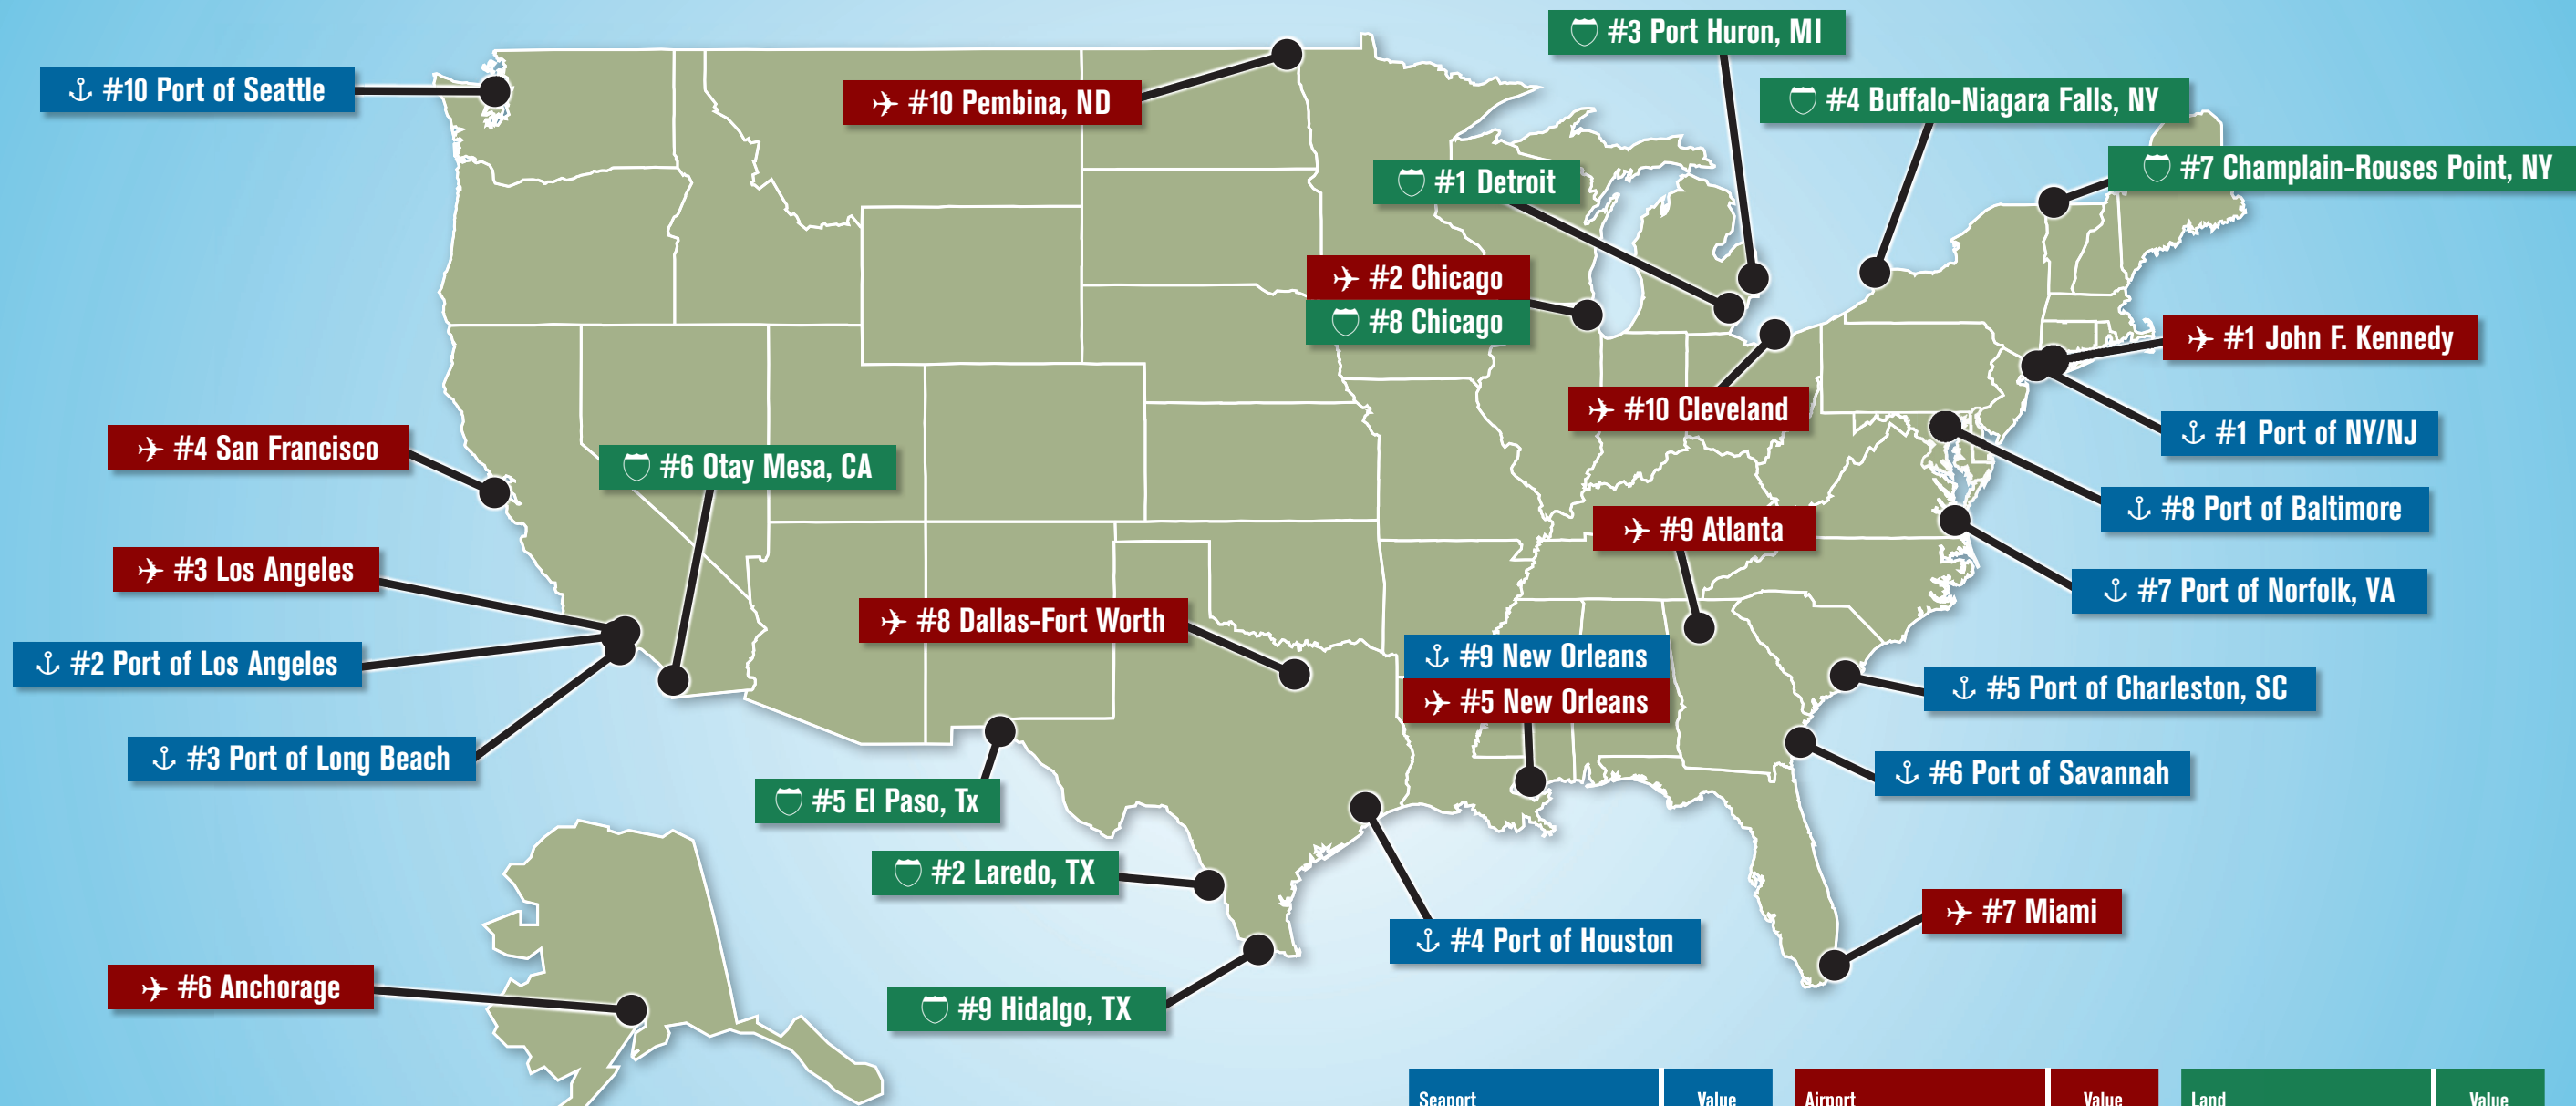 #3 Port Huron, MI
#10 Port of Seattle
#10 Pembina, ND
#4 Buffalo-Niagara Falls, NY
#7 Champlain-Rouses Point, NY
#1 Detroit
#2 Chicago
#8 Chicago
#1 John F. Kennedy
#10 Cleveland
#1 Port of NY/NJ
#4 San Francisco
#6 Otay Mesa, CA
#8 Port of Baltimore
#9 Atlanta
#3 Los Angeles
#7 Port of Norfolk, VA
#8 Dallas-Fort Worth
#2 Port of Los Angeles
#9 New Orleans
#5 New Orleans
#5 Port of Charleston, SC
#3 Port of Long Beach
#6 Port of Savannah
#5 El Paso, Tx
#2 Laredo, TX
#7 Miami
#4 Port of Houston
#6 Anchorage
#9 Hidalgo, TX
Seaport Value Airport Value Land Value